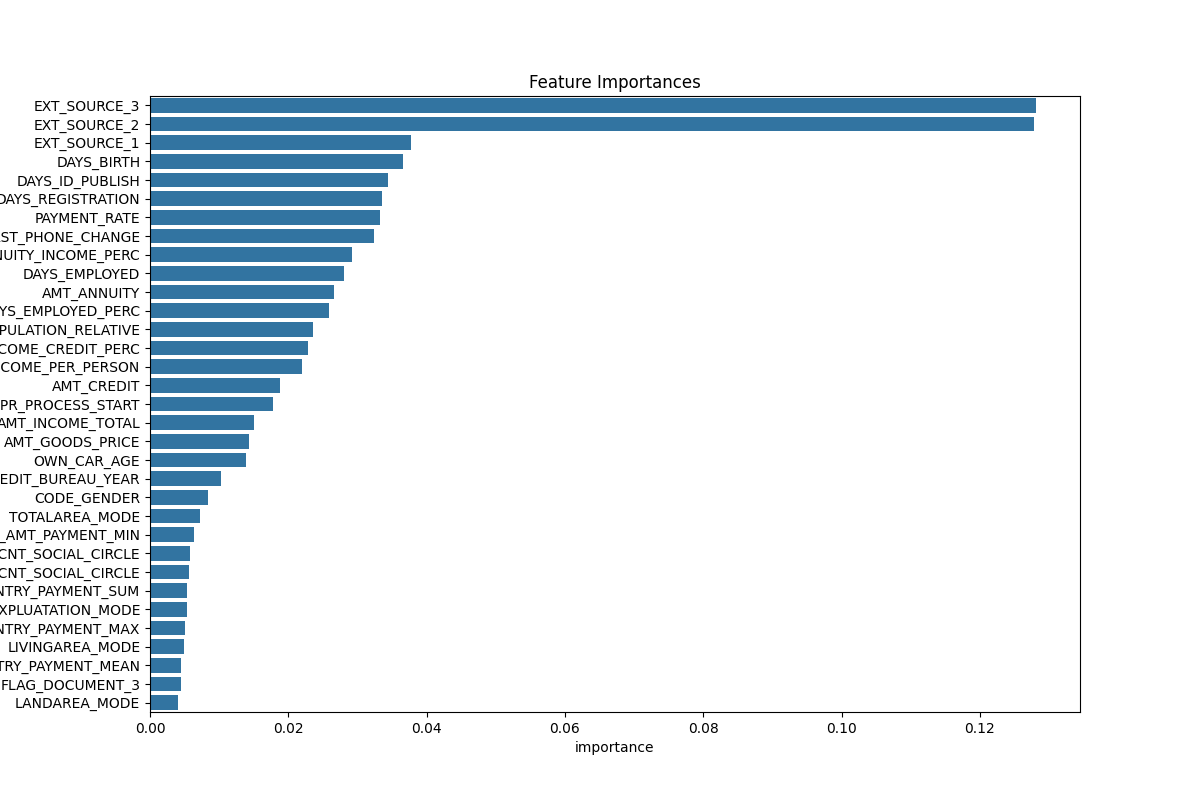 Feature Importances
EXT_SOURCE_3
EXT_SOURCE_2
EXT_SOURCE_1
DAYS_BIRTH
DAYS_ID_PUBLISH
DAYS_REGISTRATION
PAYMENT_RATE
ST_PHONE_CHANGE
NUITY_INCOME_PERC
DAYS_EMPLOYED
AMT_ANNUITY
YS_EMPLOYED_PERC
PULATION_RELATIVE
COME_CREDIT_PERC
COME_PER_PERSON
AMT_CREDIT
PR_PROCESS_START
AMT_INCOME_TOTAL
AMT_GOODS_PRICE
OWN_CAR_AGE
EDIT_BUREAU_YEAR
CODE_GENDER
TOTALAREA_MODE
_AMT_PAYMENT_MIN
CNT_SOCIAL_CIRCLE
CNT_SOCIAL_CIRCLE
NTRY_PAYMENT_SUM
XPLUATATION_MODE
NTRY_PAYMENT_MAX
LIVINGAREA_MODE
TRY_PAYMENT_MEAN
FLAG_DOCUMENT_3
LANDAREA_MODE
0.00 0.02 0.04 0.06 0.08 0.10 0.12
importance